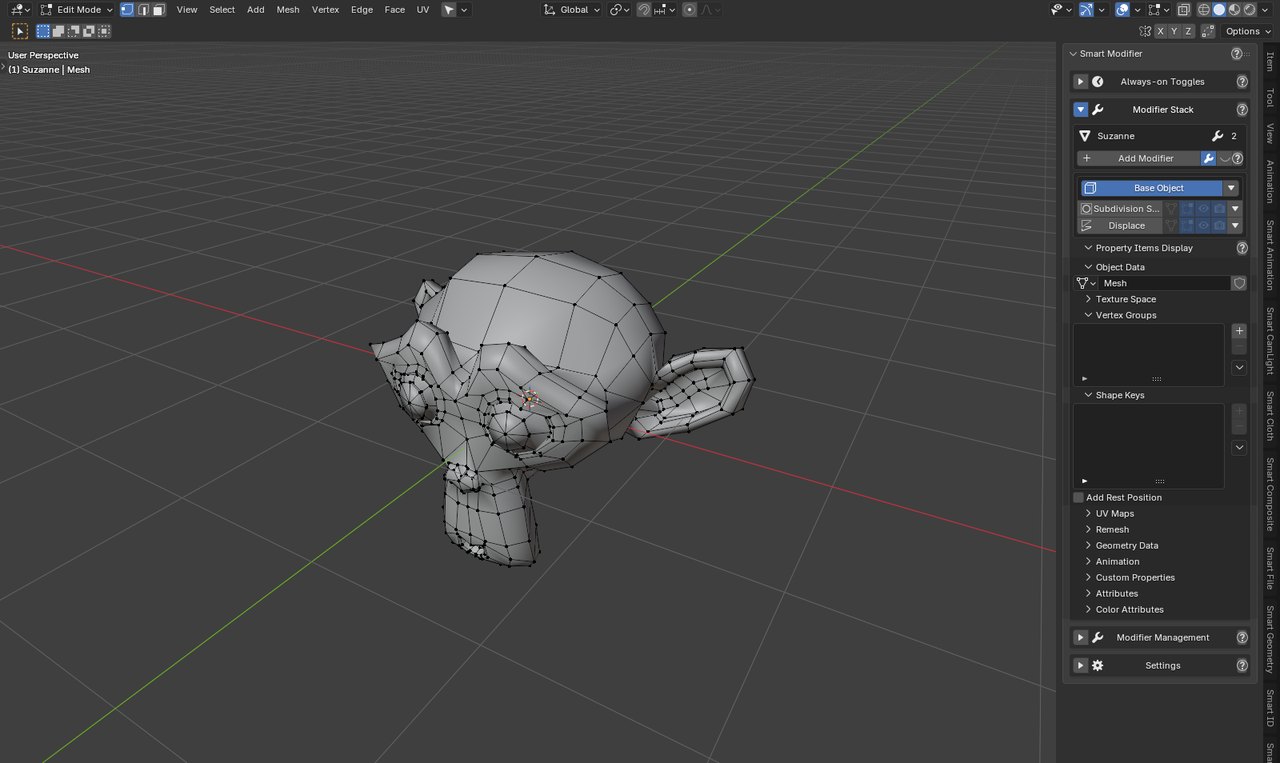 Edit Mode View Select Add Mesh Vertex Edge Face UV Global
X Y Z Options
User Perspective
(1) Suzanne | Mesh
Smart Modifier
Always-on Toggles
Modifier Stack
Suzanne 2
Add Modifier
Base Object
Subdivision S...
Displace
Property Items Display
Object Data
Mesh
Texture Space
Vertex Groups
Shape Keys
Add Rest Position
UV Maps
Remesh
Geometry Data
Animation
Custom Properties
Attributes
Color Attributes
Modifier Management
Settings
Item
Tool
View
Animation
Smart Animation
Smart CamLight
Smart Cloth
Smart Composite
Smart File
Smart Geometry
Smart ID